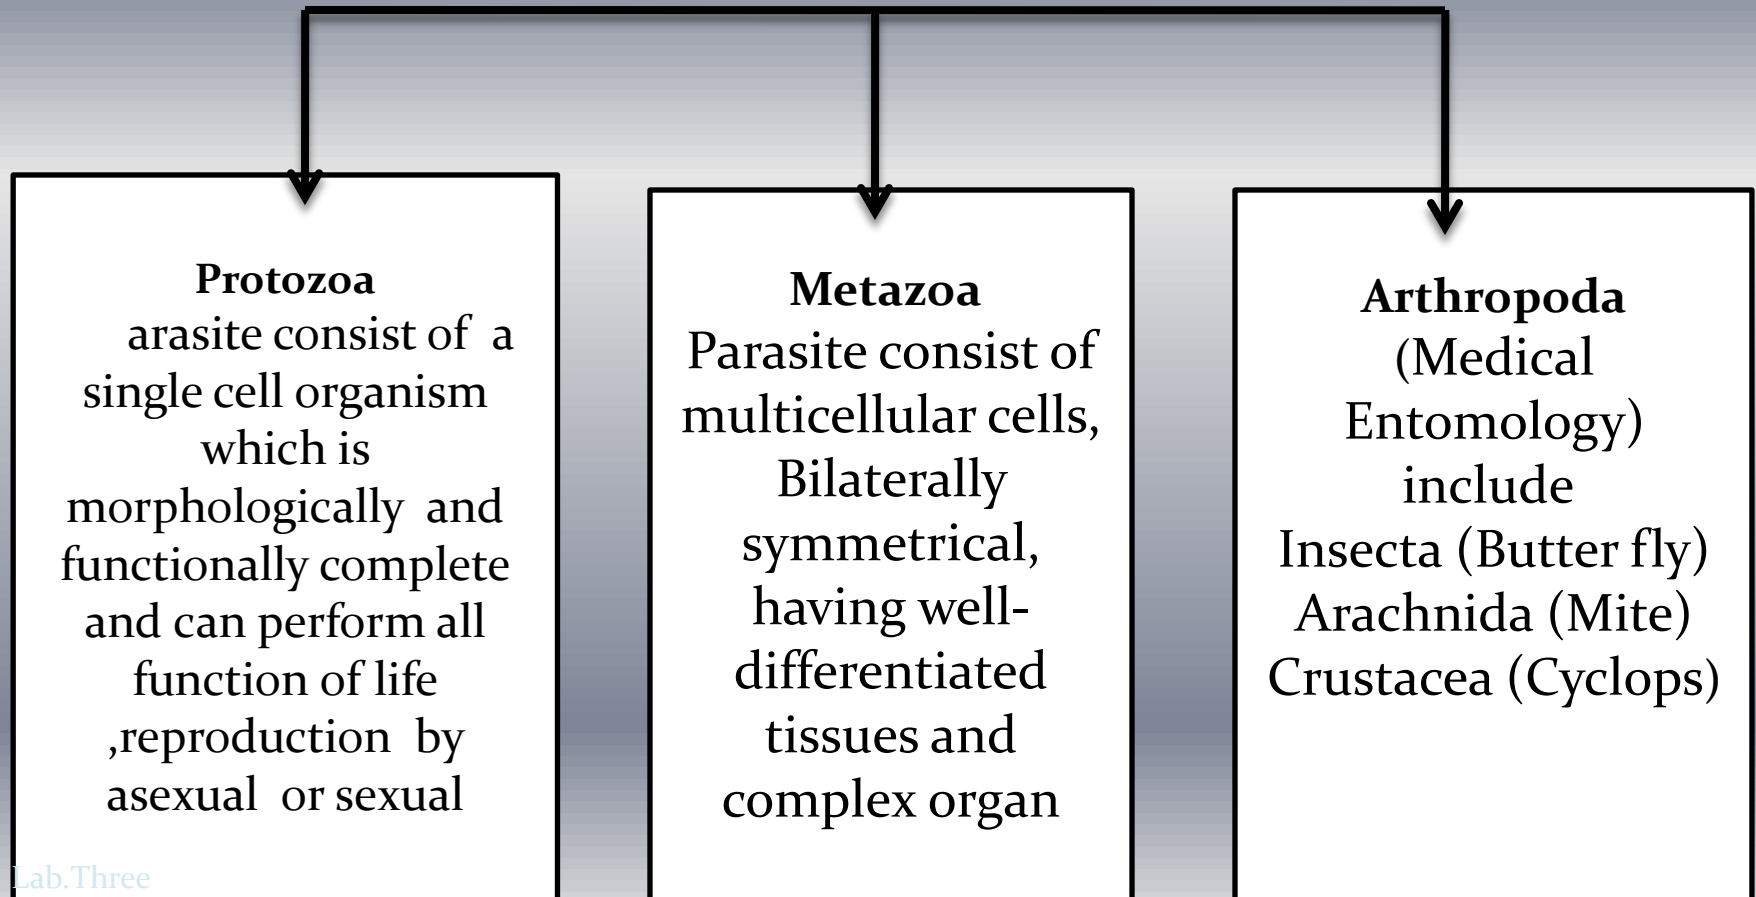 Protozoa
arasite consist of a
single cell organism
which is
morphologically and
functionally complete
and can perform all
function of life
,reproduction by
asexual or sexual
Metazoa
Parasite consist of
multicellular cells,
Bilaterally
symmetrical,
having well-
differentiated
tissues and
complex organ
Arthropoda
(Medical
Entomology)
include
Insecta (Butter fly)
Arachnida (Mite)
Crustacea (Cyclops)
Lab.Three